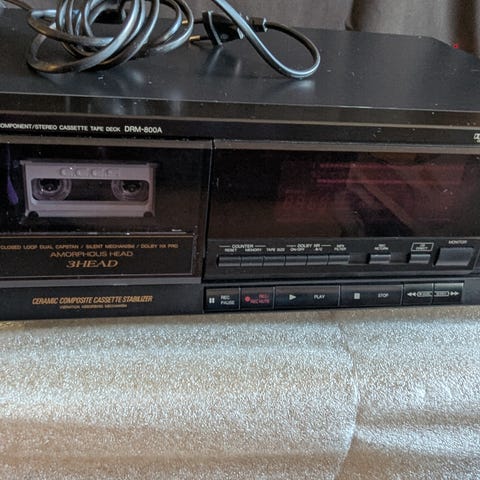 COMPONENT/STEREO CASSETTE TAPE DECK DRM-800A
CLOSED LOOP DUAL CAPSTAN / SILENT MECHANISM / DOLBY HX PRO
AMORPHOUS HEAD
3HEAD
CERAMIC COMPOSITE CASSETTE STABILIZER
VIBRATION ABSORBING MECHANISM
COUNTER
RESET MEMORY TAPE SIZE
DOLBY NR
ON/OFF B/C
MPX
FILTER
REC
RETURN
MONITOR
REC
PAUSE
REC/
REC MUTE
PLAY
STOP